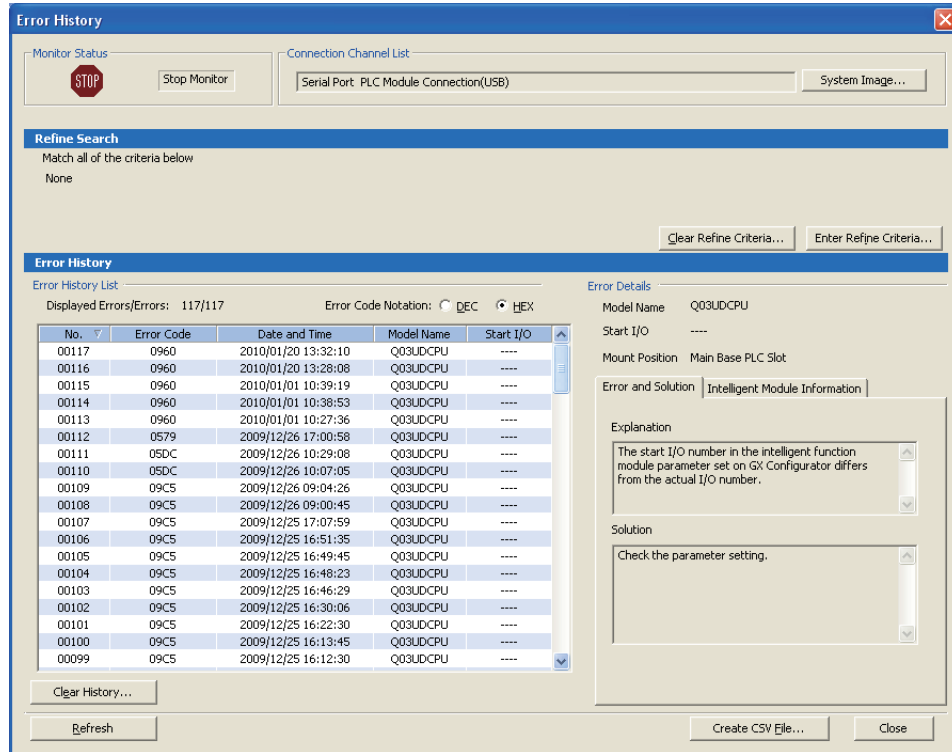 Error History
Monitor Status
STOP
Stop Monitor
Connection Channel List
Serial Port PLC Module Connection(USB)
System Image...
Refine Search
Match all of the criteria below
None
Clear Refine Criteria...
Enter Refine Criteria...
Error History
Error History List
Displayed Errors/Errors: 117/117
Error Code Notation: DEC HEX
No. Error Code Date and Time Model Name Start I/O
00117 0960 2010/01/20 13:32:10 Q03UDCPU ----
00116 0960 2010/01/20 13:28:08 Q03UDCPU ----
00115 0960 2010/01/01 10:39:19 Q03UDCPU ----
00114 0960 2010/01/01 10:38:53 Q03UDCPU ----
00113 0960 2010/01/01 10:27:36 Q03UDCPU ----
00112 0579 2009/12/26 17:00:58 Q03UDCPU ----
00111 05DC 2009/12/26 10:29:08 Q03UDCPU ----
00110 05DC 2009/12/26 10:07:05 Q03UDCPU ----
00109 09C5 2009/12/26 09:04:26 Q03UDCPU ----
00108 09C5 2009/12/26 09:00:45 Q03UDCPU ----
00107 09C5 2009/12/25 17:07:59 Q03UDCPU ----
00106 09C5 2009/12/25 16:51:35 Q03UDCPU ----
00105 09C5 2009/12/25 16:49:45 Q03UDCPU ----
00104 09C5 2009/12/25 16:48:23 Q03UDCPU ----
00103 09C5 2009/12/25 16:46:29 Q03UDCPU ----
00102 09C5 2009/12/25 16:30:06 Q03UDCPU ----
00101 09C5 2009/12/25 16:22:30 Q03UDCPU ----
00100 09C5 2009/12/25 16:13:45 Q03UDCPU ----
00099 09C5 2009/12/25 16:12:30 Q03UDCPU ----
Clear History...
Error Details
Model Name Q03UDCPU
Start I/O ----
Mount Position Main Base PLC Slot
Error and Solution
Intelligent Module Information
Explanation
The start I/O number in the intelligent function
module parameter set on GX Configurator differs
from the actual I/O number.
Solution
Check the parameter setting.
Refresh
Create CSV File...
Close